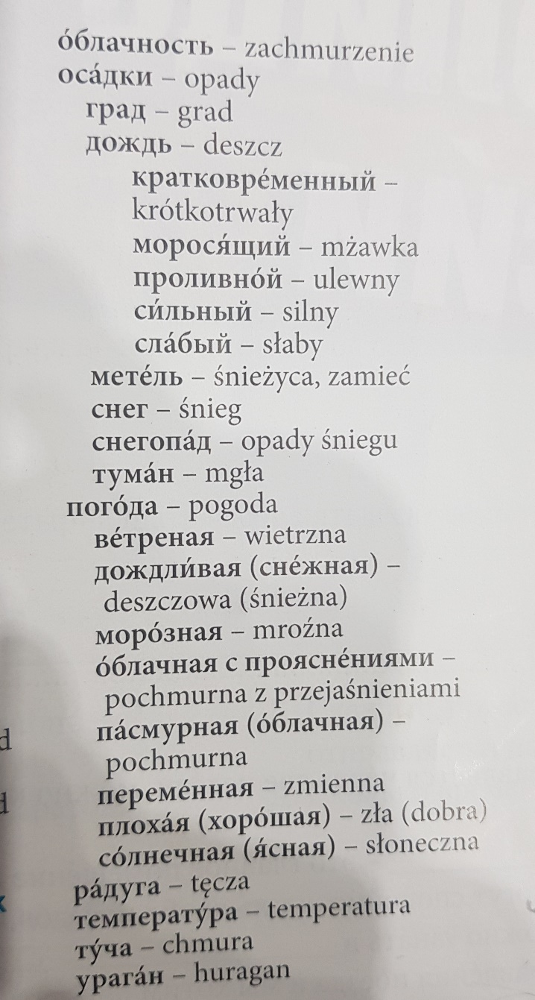 о́блачность – zachmurzenie
оса́дки – opady
град – grad
дождь – deszcz
кратковре́менный –
krótkotrwały
морося́щий – mżawka
проливно́й – ulewny
си́льный – silny
сла́бый – słaby
мете́ль – śnieżyca, zamieć
снег – śnieg
снегопа́д – opady śniegu
тума́н – mgła
пого́да – pogoda
ве́треная – wietrzna
дождли́вая (сне́жная) –
deszczowa (śnieżna)
моро́зная – mroźna
о́блачная с проясне́ниями –
pochmurna z przejaśnieniami
па́смурная (о́блачная) –
pochmurna
переме́нная – zmienna
плоха́я (хоро́шая) – zła (dobra)
со́лнечная (я́сная) – słoneczna
ра́дуга – tęcza
температу́ра – temperatura
ту́ча – chmura
урага́н – huragan